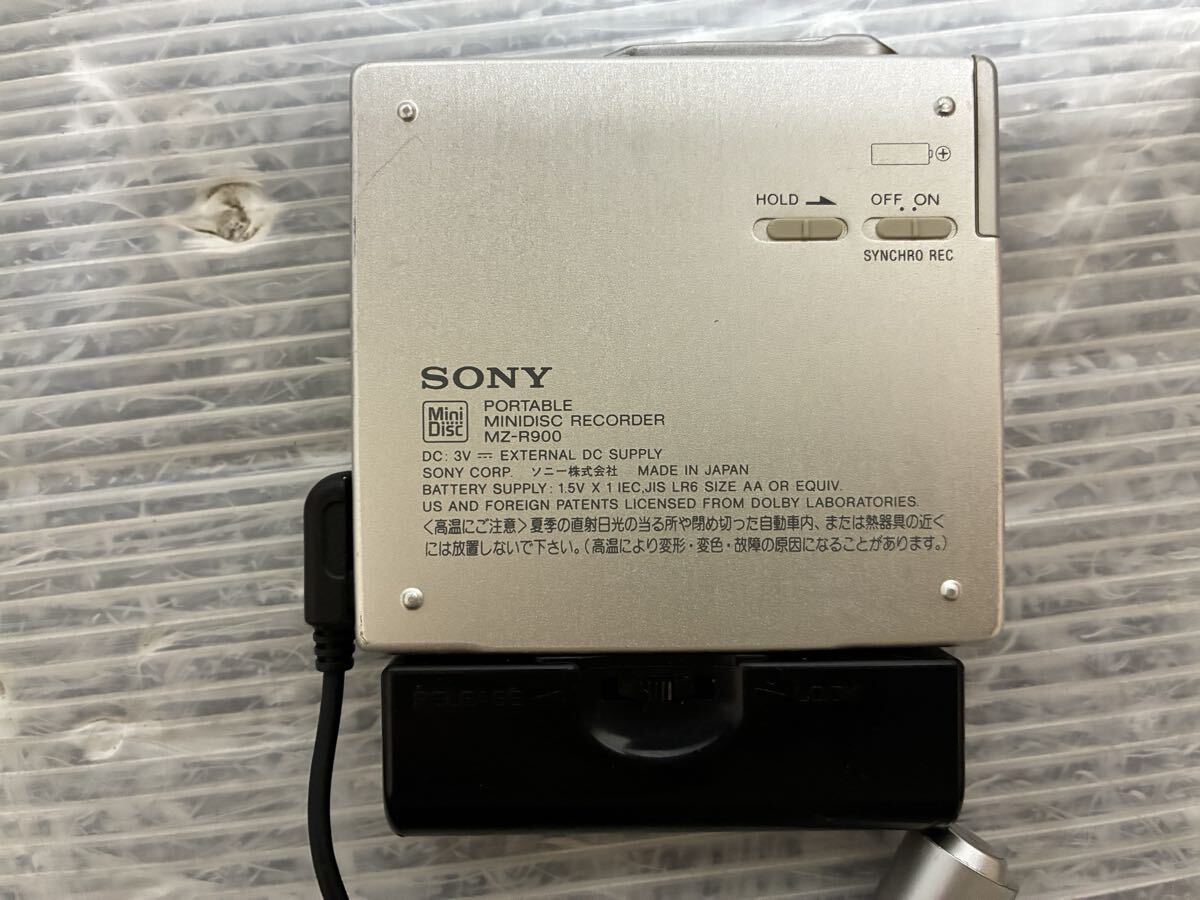 HOLD
OFF ON
SYNCHRO REC
SONY
Mini Disc
PORTABLE
MINIDISC RECORDER
MZ-R900
DC: 3V ⎓ EXTERNAL DC SUPPLY
SONY CORP. ソニー株式会社 MADE IN JAPAN
BATTERY SUPPLY: 1.5V X 1 IEC,JIS LR6 SIZE AA OR EQUIV.
US AND FOREIGN PATENTS LICENSED FROM DOLBY LABORATORIES.
〈高温にご注意〉夏季の直射日光の当る所や閉め切った自動車内、または熱器具の近く
には放置しないで下さい。(高温により変形・変色・故障の原因になることがあります。)
RELEASE
LOCK